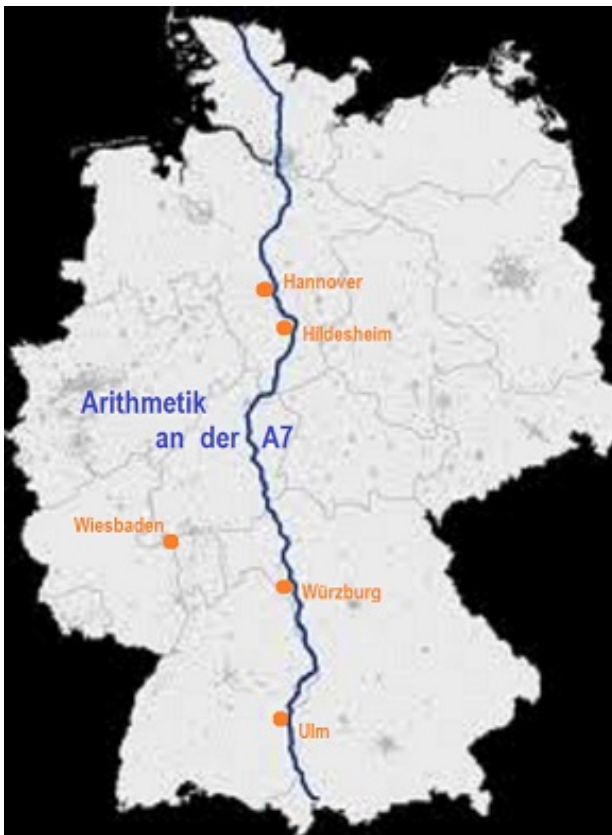 Hannover
Hildesheim
Arithmetik
an der A7
Wiesbaden
Würzburg
Ulm